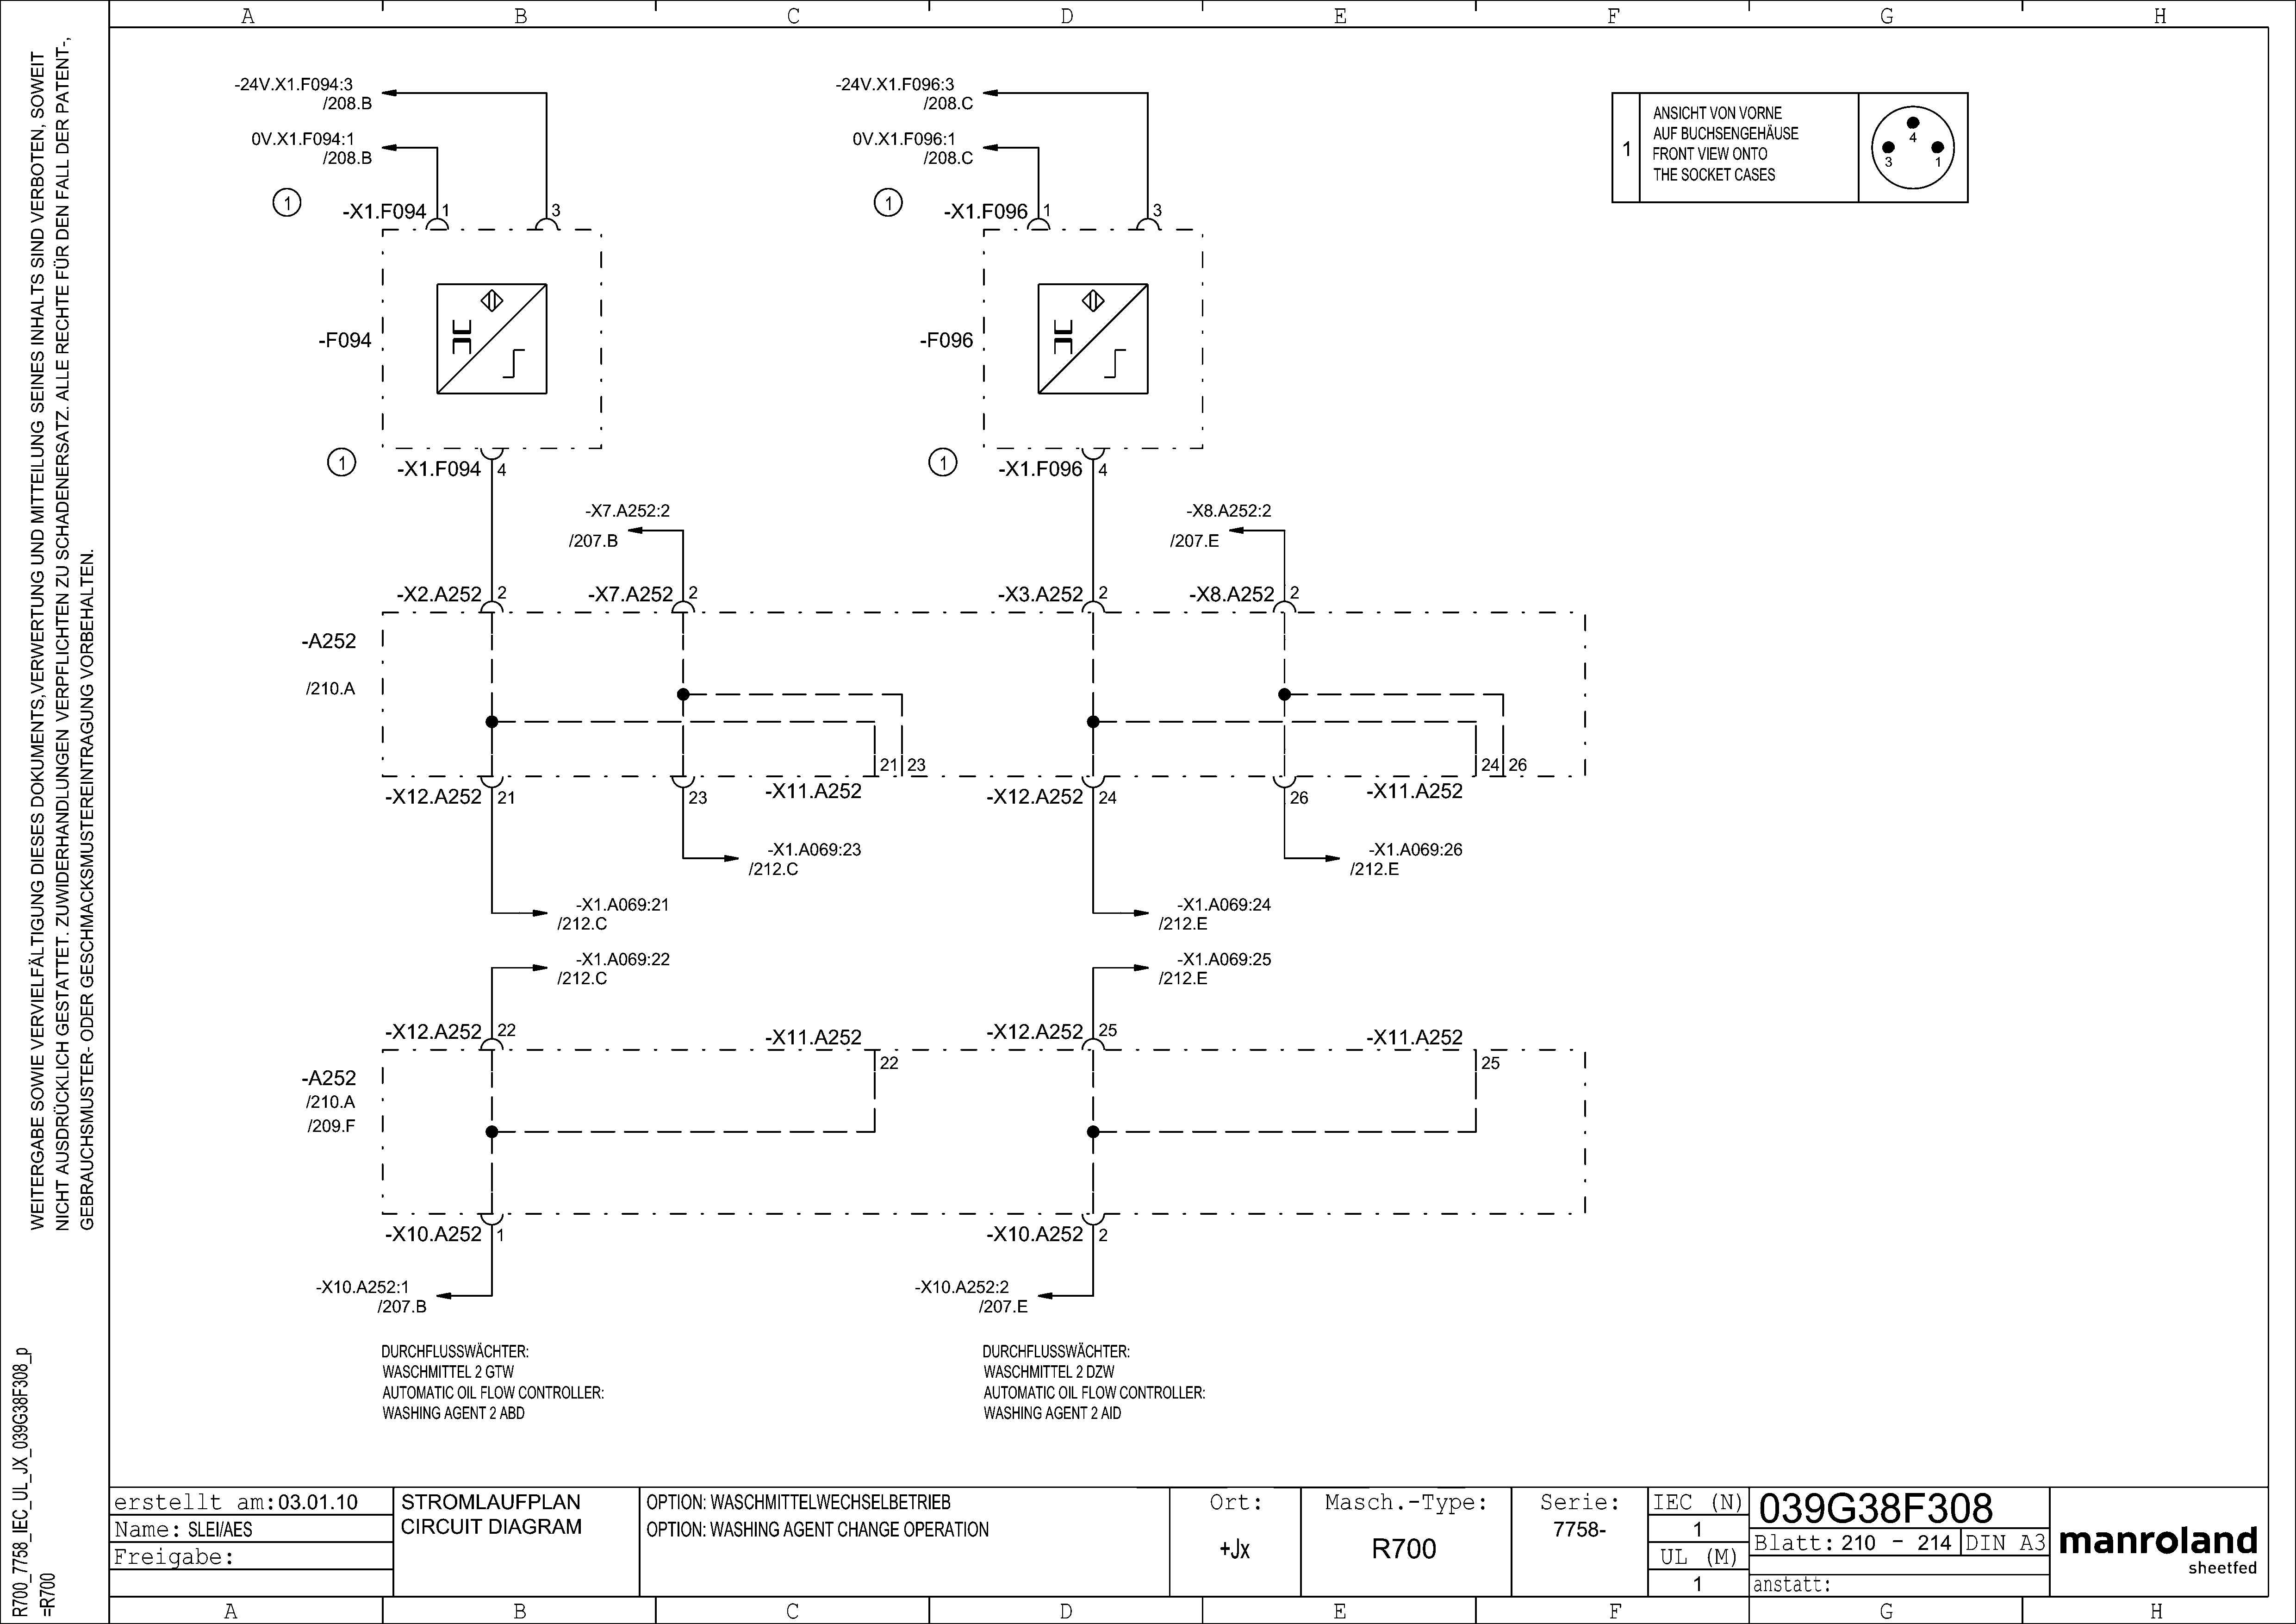 A B C D E F G H
WEITERGABE SOWIE VERVIELFÄLTIGUNG DIESES DOKUMENTS,VERWERTUNG UND MITTEILUNG SEINES INHALTS SIND VERBOTEN, SOWEIT
NICHT AUSDRÜCKLICH GESTATTET. ZUWIDERHANDLUNGEN VERPFLICHTEN ZU SCHADENERSATZ. ALLE RECHTE FÜR DEN FALL DER PATENT-,
GEBRAUCHSMUSTER- ODER GESCHMACKSMUSTEREINTRAGUNG VORBEHALTEN.
R700_7758_IEC_UL_JX_039G38F308_p
=R700
-24V.X1.F094:3
/208.B
0V.X1.F094:1
/208.B
1
-X1.F094 1 3
-F094
1
-X1.F094 4
-24V.X1.F096:3
/208.C
0V.X1.F096:1
/208.C
1
-X1.F096 1 3
-F096
1
-X1.F096 4
1
ANSICHT VON VORNE
AUF BUCHSENGEHÄUSE
FRONT VIEW ONTO
THE SOCKET CASES
4
3 1
-X7.A252:2
/207.B
-X8.A252:2
/207.E
-X2.A252 2 -X7.A252 2 -X3.A252 2 -X8.A252 2
-A252
/210.A
21 23 24 26
-X12.A252 21 23 -X11.A252 -X12.A252 24 26 -X11.A252
-X1.A069:23
/212.C
-X1.A069:26
/212.E
-X1.A069:21
/212.C
-X1.A069:24
/212.E
-X1.A069:22
/212.C
-X1.A069:25
/212.E
-X12.A252 22 -X11.A252 -X12.A252 25 -X11.A252
22 25
-A252
/210.A
/209.F
-X10.A252 1 -X10.A252 2
-X10.A252:1
/207.B
-X10.A252:2
/207.E
DURCHFLUSSWÄCHTER:
WASCHMITTEL 2 GTW
AUTOMATIC OIL FLOW CONTROLLER:
WASHING AGENT 2 ABD
DURCHFLUSSWÄCHTER:
WASCHMITTEL 2 DZW
AUTOMATIC OIL FLOW CONTROLLER:
WASHING AGENT 2 AID
erstellt am: 03.01.10
Name: SLEI/AES
Freigabe:
STROMLAUFPLAN
CIRCUIT DIAGRAM
OPTION: WASCHMITTELWECHSELBETRIEB
OPTION: WASHING AGENT CHANGE OPERATION
Ort:
+Jx
Masch.-Type:
R700
Serie:
7758-
IEC (N)
1
UL (M)
1
039G38F308
Blatt: 210 - 214 DIN A3
anstatt:
manroland
sheetfed
A B C D E F G H